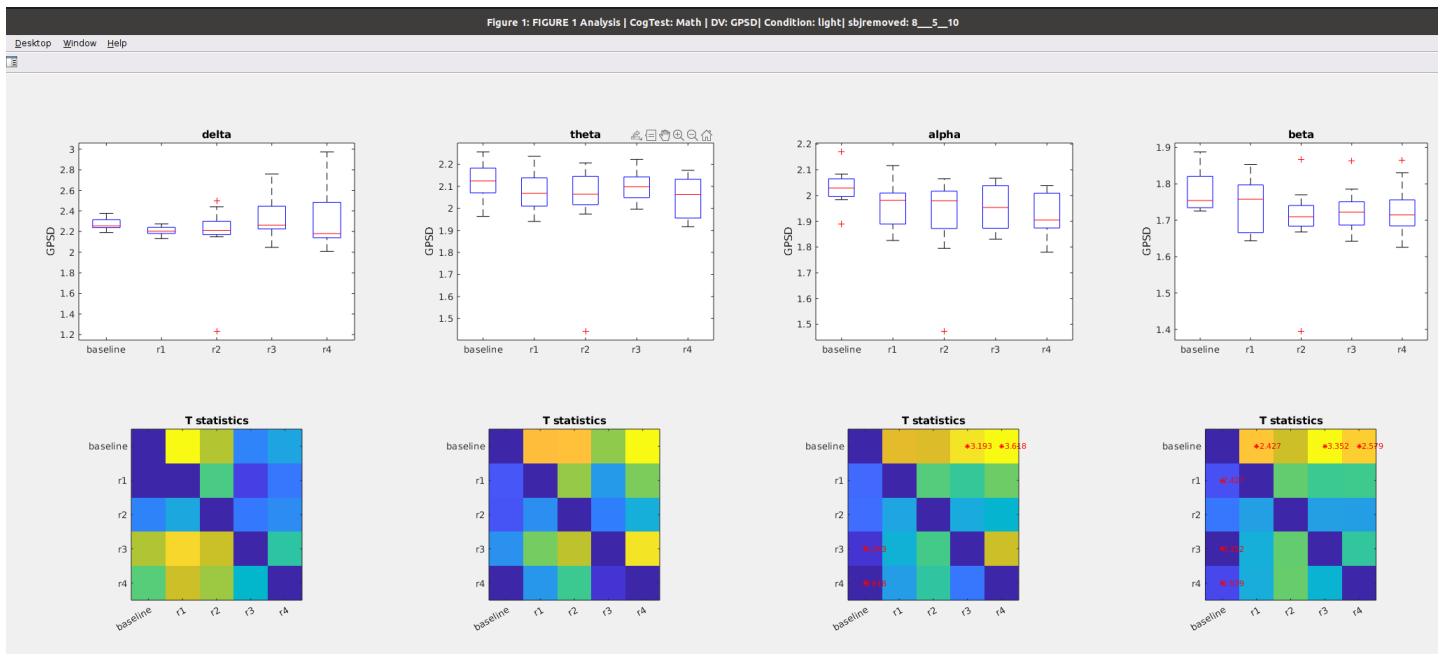 Figure 1: FIGURE 1 Analysis | CogTest: Math | DV: GPSD| Condition: light| sbjremoved: 8___5__10
Desktop Window Help
delta
3
2.8
2.6
2.4
2.2
2
1.8
1.6
1.4
1.2
GPSD
baseline r1 r2 r3 r4
theta
2.2
2.1
2
1.9
1.8
1.7
1.6
1.5
GPSD
baseline r1 r2 r3 r4
alpha
2.2
2.1
2
1.9
1.8
1.7
1.6
1.5
GPSD
baseline r1 r2 r3 r4
beta
1.9
1.8
1.7
1.6
1.5
1.4
GPSD
baseline r1 r2 r3 r4
T statistics
baseline
r1
r2
r3
r4
baseline r1 r2 r3 r4
T statistics
baseline
r1
r2
r3
r4
baseline r1 r2 r3 r4
T statistics
baseline *3.193 *3.618
r1
r2
r3
r4
baseline r1 r2 r3 r4
T statistics
baseline *2.427 *3.352 *2.579
r1
r2
r3
r4
baseline r1 r2 r3 r4